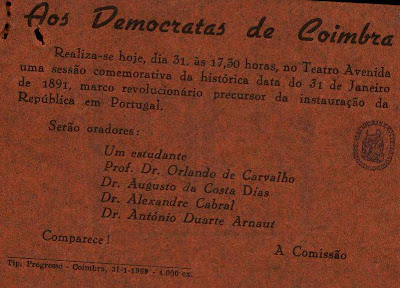 Aos Democratas de Coimbra
Realiza-se hoje, dia 31, às 17,30 horas, no Teatro Avenida
uma sessão comemorativa da histórica data do 31 de Janeiro
de 1891, marco revolucionário precursor da instauração da
República em Portugal.
Serão oradores:
Um estudante
Prof. Dr. Orlando de Carvalho
Dr. Augusto da Costa Dias
Dr. Alexandre Cabral
Dr. António Duarte Arnaut
Comparece!
A Comissão
Tip. Progresso - Coimbra, 31-1-1969 - 4.000 ex.